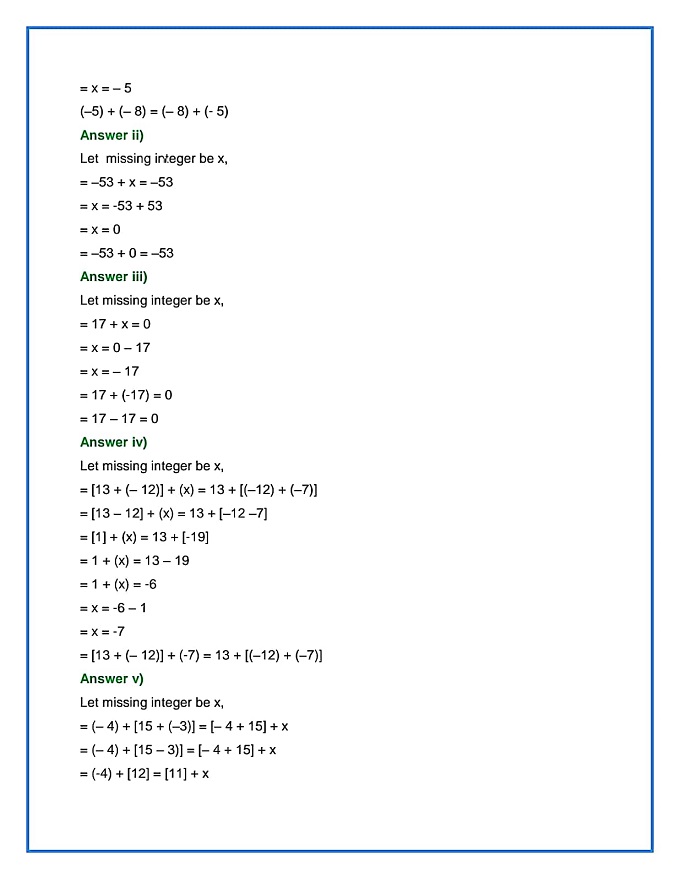 = x = – 5
(–5) + (– 8) = (– 8) + (- 5)
Answer ii)
Let  missing integer be x,
= –53 + x = –53
= x = -53 + 53
= x = 0
= –53 + 0 = –53
Answer iii)
Let missing integer be x,
= 17 + x = 0
= x = 0 – 17
= x = – 17
= 17 + (-17) = 0
= 17 – 17 = 0
Answer iv)
Let missing integer be x,
= [13 + (– 12)] + (x) = 13 + [(–12) + (–7)]
= [13 – 12] + (x) = 13 + [–12 –7]
= [1] + (x) = 13 + [-19]
= 1 + (x) = 13 – 19
= 1 + (x) = -6
= x = -6 – 1
= x = -7
= [13 + (– 12)] + (-7) = 13 + [(–12) + (–7)]
Answer v)
Let missing integer be x,
= (– 4) + [15 + (–3)] = [– 4 + 15] + x
= (– 4) + [15 – 3)] = [– 4 + 15] + x
= (-4) + [12] = [11] + x